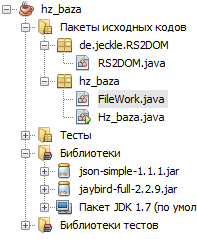 hz_baza
Пакеты исходных кодов
de.jeckle.RS2DOM
RS2DOM.java
hz_baza
FileWork.java
Hz_baza.java
Тесты
Библиотеки
json-simple-1.1.1.jar
jaybird-full-2.2.9.jar
Пакет JDK 1.7 (по умол
Библиотеки тестов